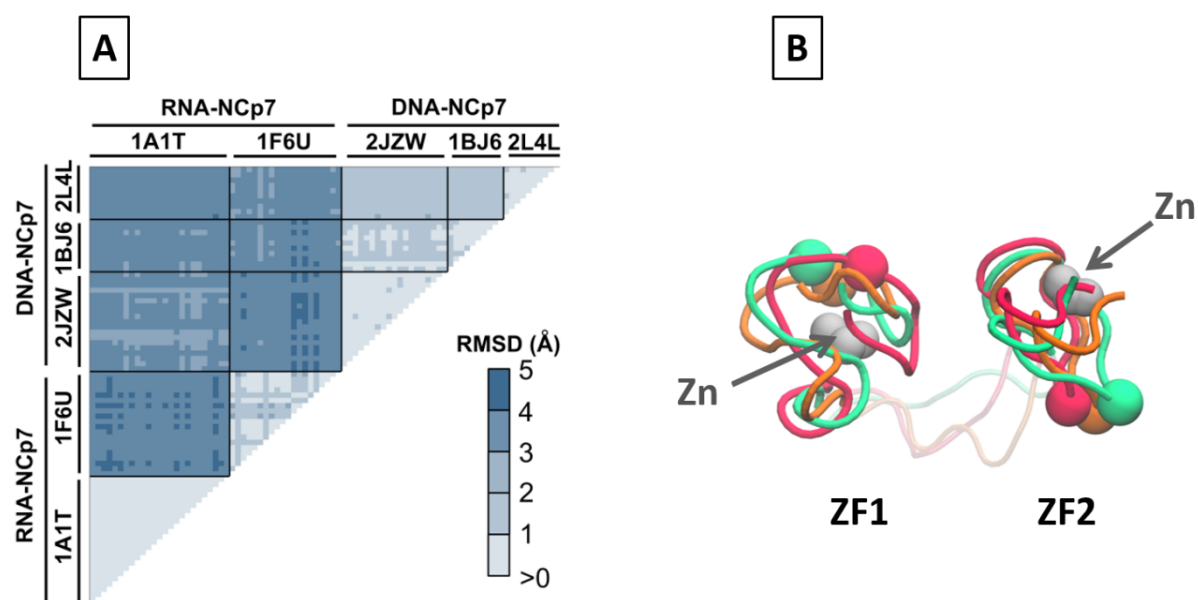 A
B
RNA-NCp7
DNA-NCp7
1A1T
1F6U
2JZW
1BJ6
2L4L
DNA-NCp7
2L4L
1BJ6
2JZW
RNA-NCp7
1F6U
1A1T
RMSD (Å)
5
4
3
2
1
>0
Zn
Zn
ZF1
ZF2